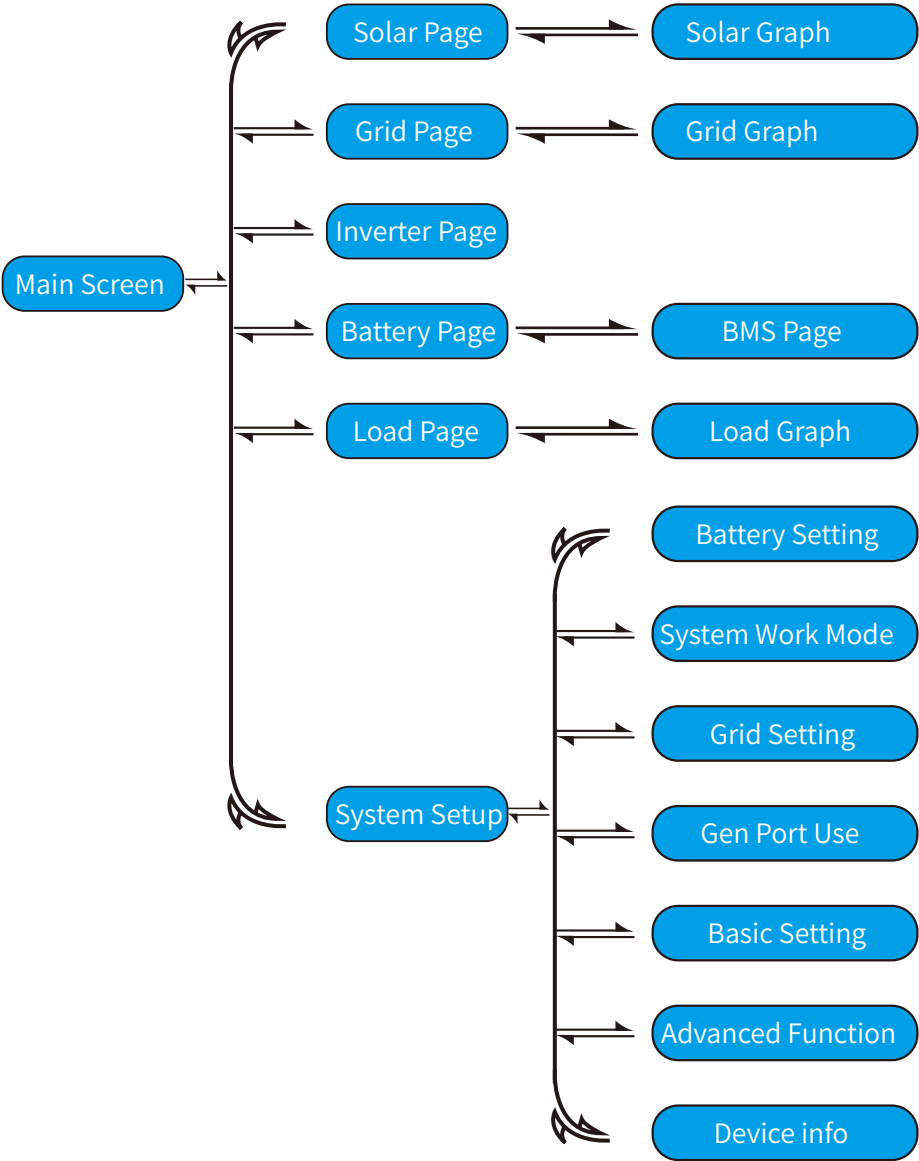 Solar Page
Solar Graph
Grid Page
Grid Graph
Inverter Page
Main Screen
Battery Page
BMS Page
Load Page
Load Graph
Battery Setting
System Work Mode
Grid Setting
System Setup
Gen Port Use
Basic Setting
Advanced Function
Device info